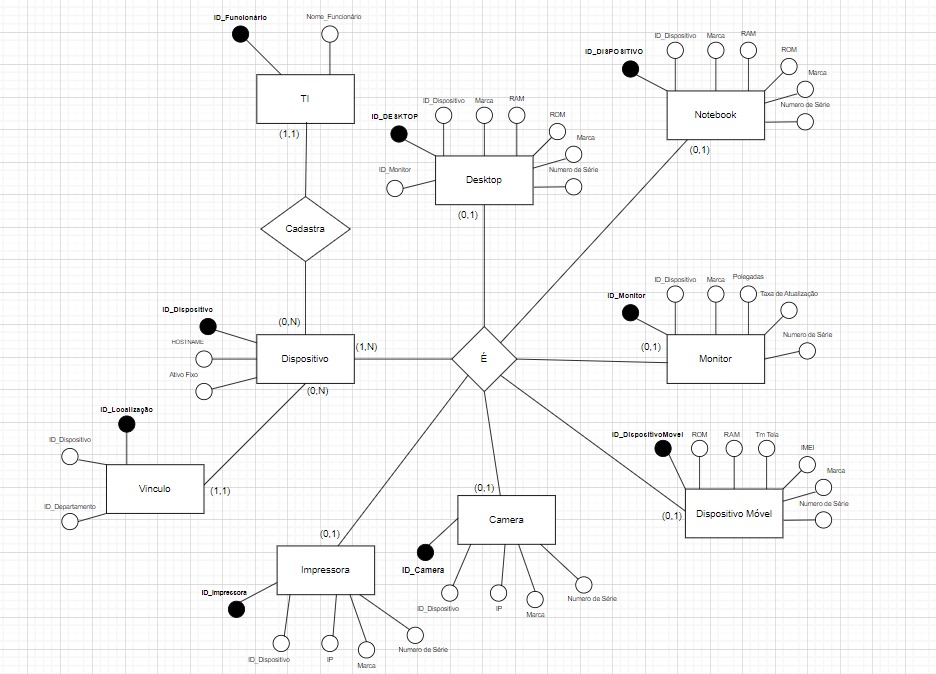 ID_Funcionário
Nome_Funcionário
TI
(1,1)
Cadastra
(0,N)
ID_DISPOSITIVO
ID_Dispositivo
Marca
RAM
ROM
Marca
Numero de Série
Notebook
(0,1)
ID_DESKTOP
ID_Dispositivo
Marca
RAM
ROM
Marca
Numero de Série
ID_Monitor
Desktop
(0,1)
ID_Dispositivo
HOSTNAME
Ativo Fixo
Dispositivo
(1,N)
(0,N)
É
ID_Monitor
ID_Dispositivo
Marca
Polegadas
Taxa de Atualização
Numero de Série
(0,1)
Monitor
ID_Localização
ID_Dispositivo
ID_Departamento
Vinculo
(1,1)
ID_DispositivoMovel
ROM
RAM
Tm Tela
IMEI
Marca
Numero de Série
(0,1)
Dispositivo Móvel
(0,1)
Camera
ID_Camera
ID_Dispositivo
IP
Marca
Numero de Série
(0,1)
Impressora
ID_Impressora
ID_Dispositivo
IP
Marca
Numero de Série